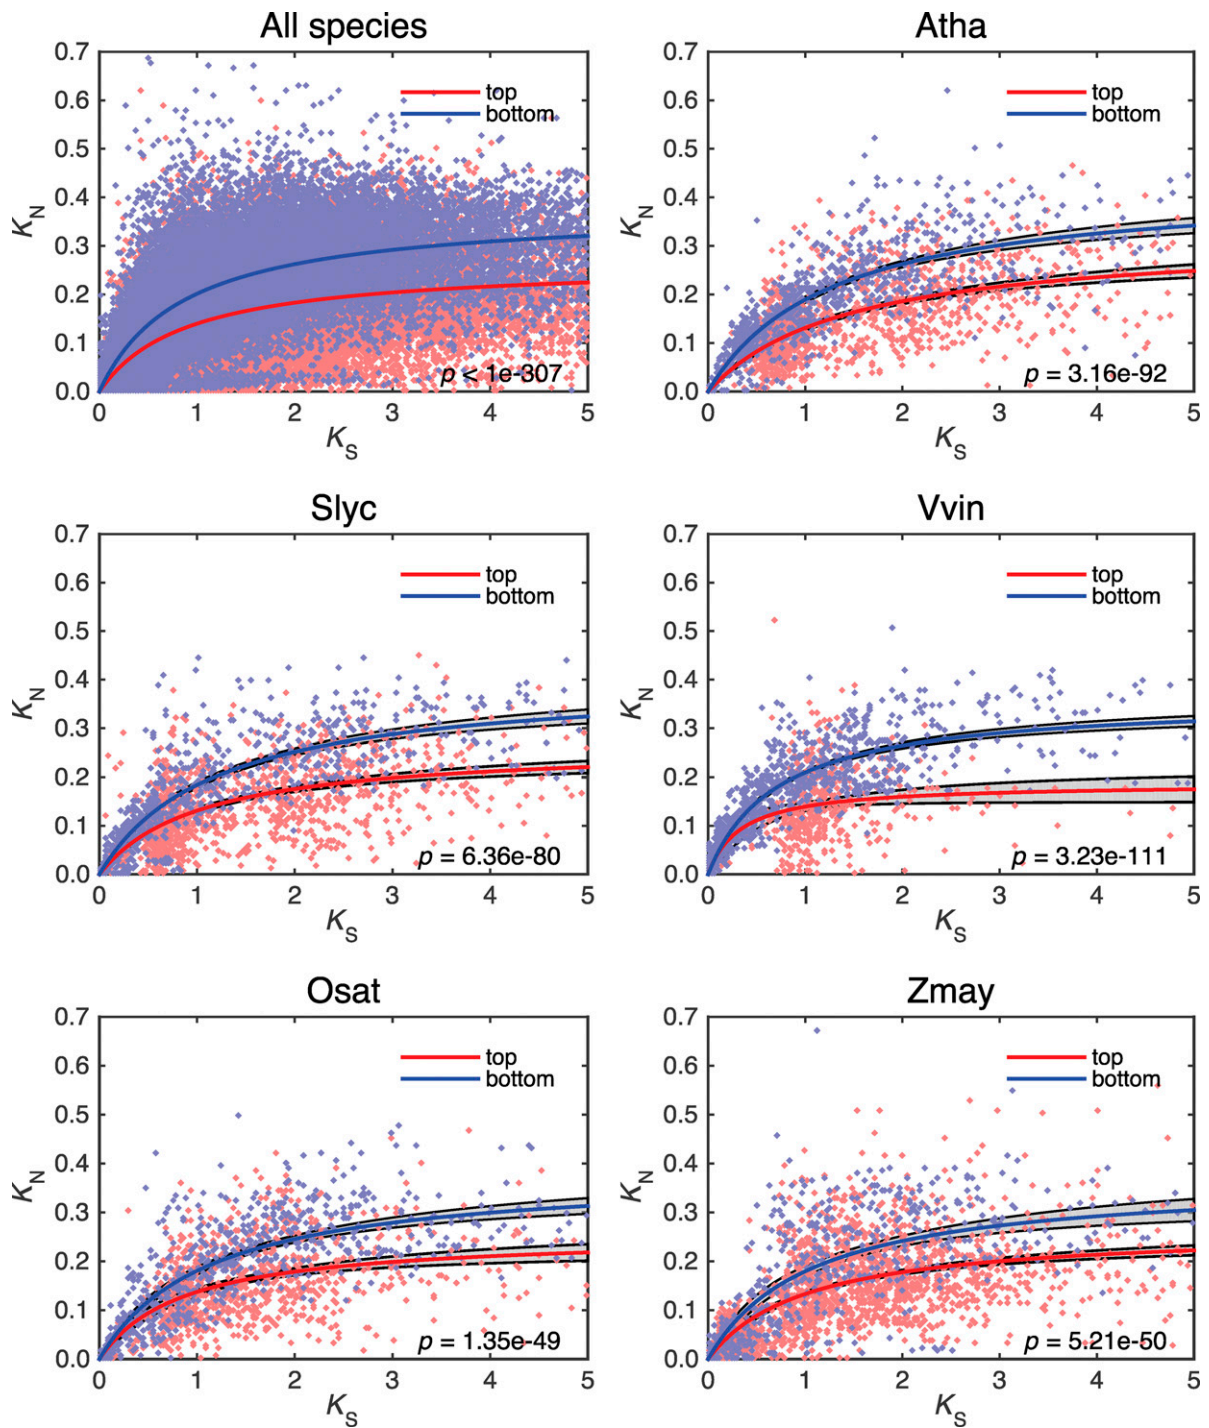 All species
0.7
0.6
0.5
0.4
0.3
0.2
0.1
0.0
K_N
top
bottom
p < 1e-307
0 1 2 3 4 5
K_S
Atha
0.7
0.6
0.5
0.4
0.3
0.2
0.1
0.0
K_N
top
bottom
p = 3.16e-92
0 1 2 3 4 5
K_S
Slyc
0.7
0.6
0.5
0.4
0.3
0.2
0.1
0.0
K_N
top
bottom
p = 6.36e-80
0 1 2 3 4 5
K_S
Vvin
0.7
0.6
0.5
0.4
0.3
0.2
0.1
0.0
K_N
top
bottom
p = 3.23e-111
0 1 2 3 4 5
K_S
Osat
0.7
0.6
0.5
0.4
0.3
0.2
0.1
0.0
K_N
top
bottom
p = 1.35e-49
0 1 2 3 4 5
K_S
Zmay
0.7
0.6
0.5
0.4
0.3
0.2
0.1
0.0
K_N
top
bottom
p = 5.21e-50
0 1 2 3 4 5
K_S